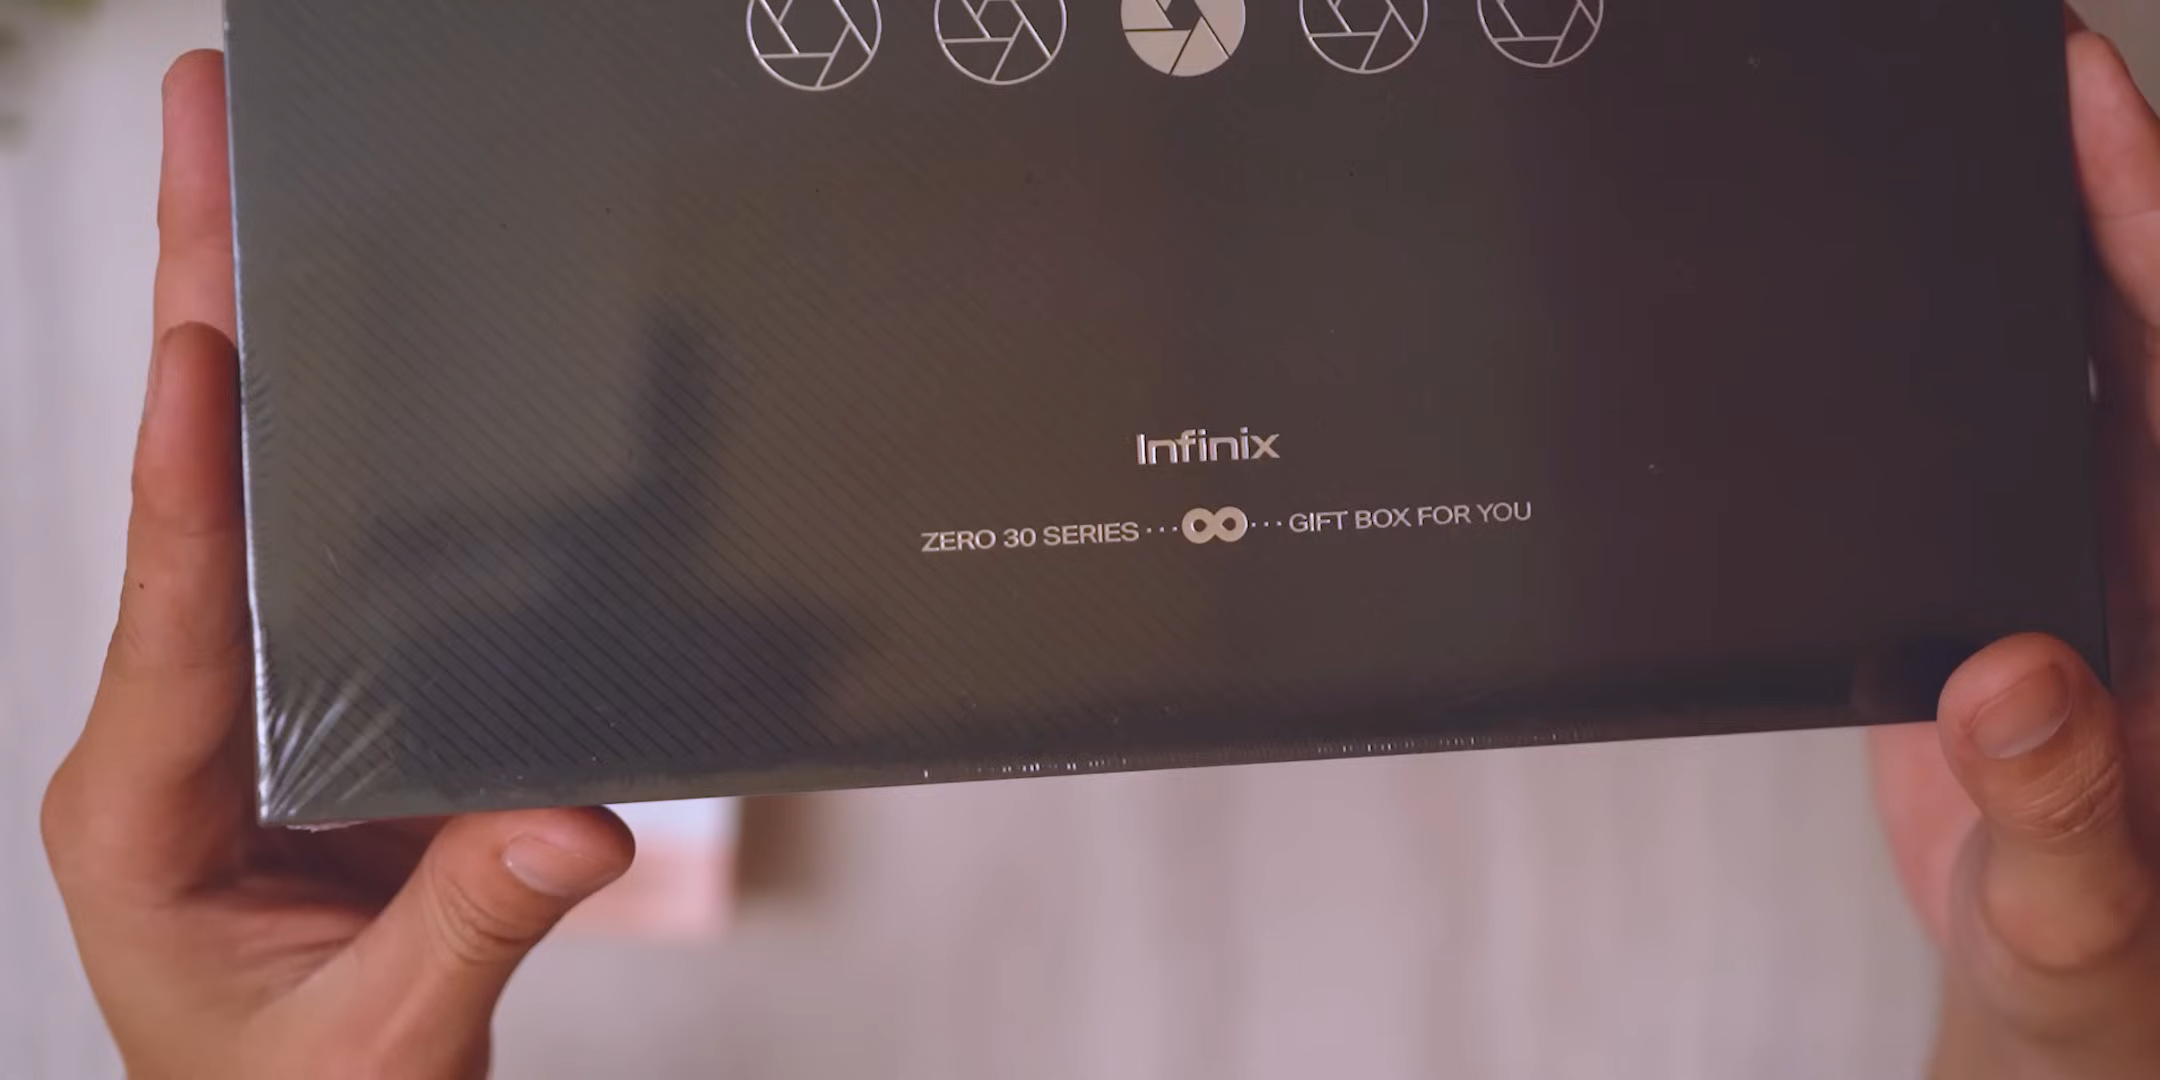 Infinix
ZERO 30 SERIES ···∞··· GIFT BOX FOR YOU